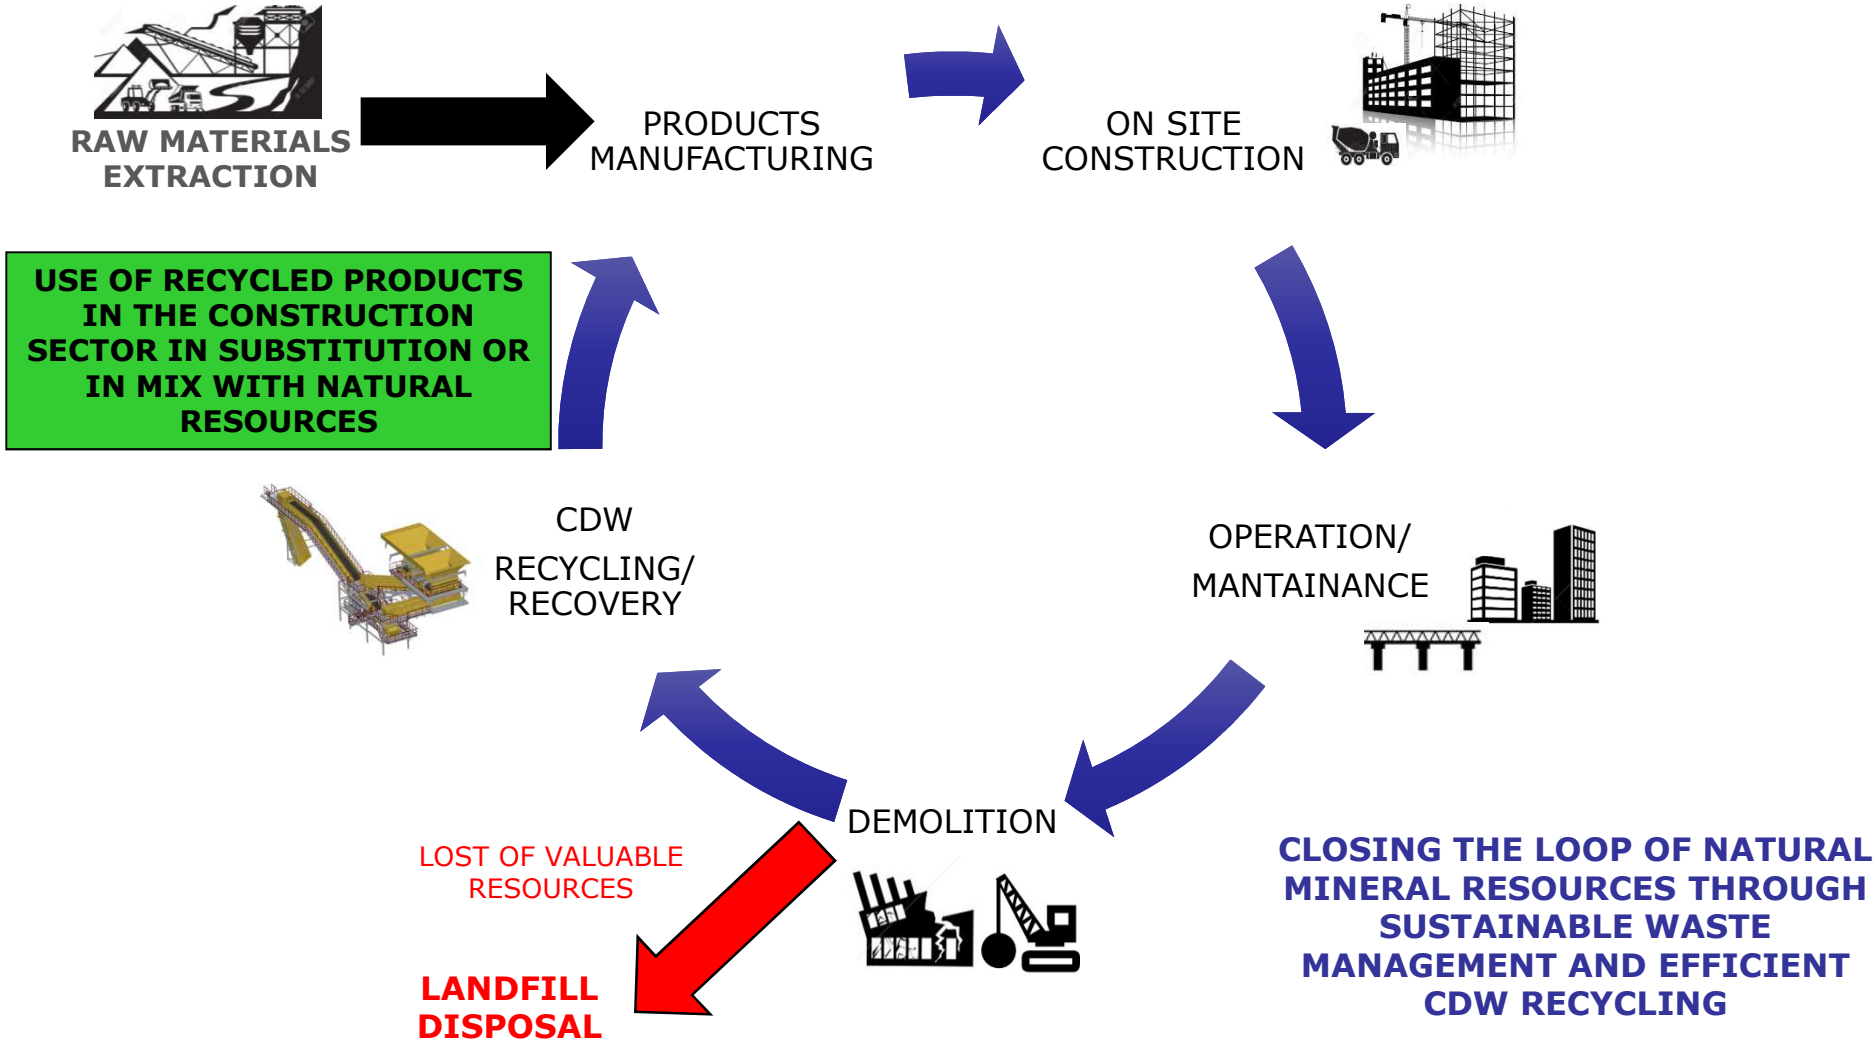 RAW MATERIALS
EXTRACTION
PRODUCTS
MANUFACTURING
ON SITE
CONSTRUCTION
USE OF RECYCLED PRODUCTS
IN THE CONSTRUCTION
SECTOR IN SUBSTITUTION OR
IN MIX WITH NATURAL
RESOURCES
CDW
RECYCLING/
RECOVERY
OPERATION/
MANTAINANCE
DEMOLITION
LOST OF VALUABLE
RESOURCES
LANDFILL
DISPOSAL
CLOSING THE LOOP OF NATURAL
MINERAL RESOURCES THROUGH
SUSTAINABLE WASTE
MANAGEMENT AND EFFICIENT
CDW RECYCLING